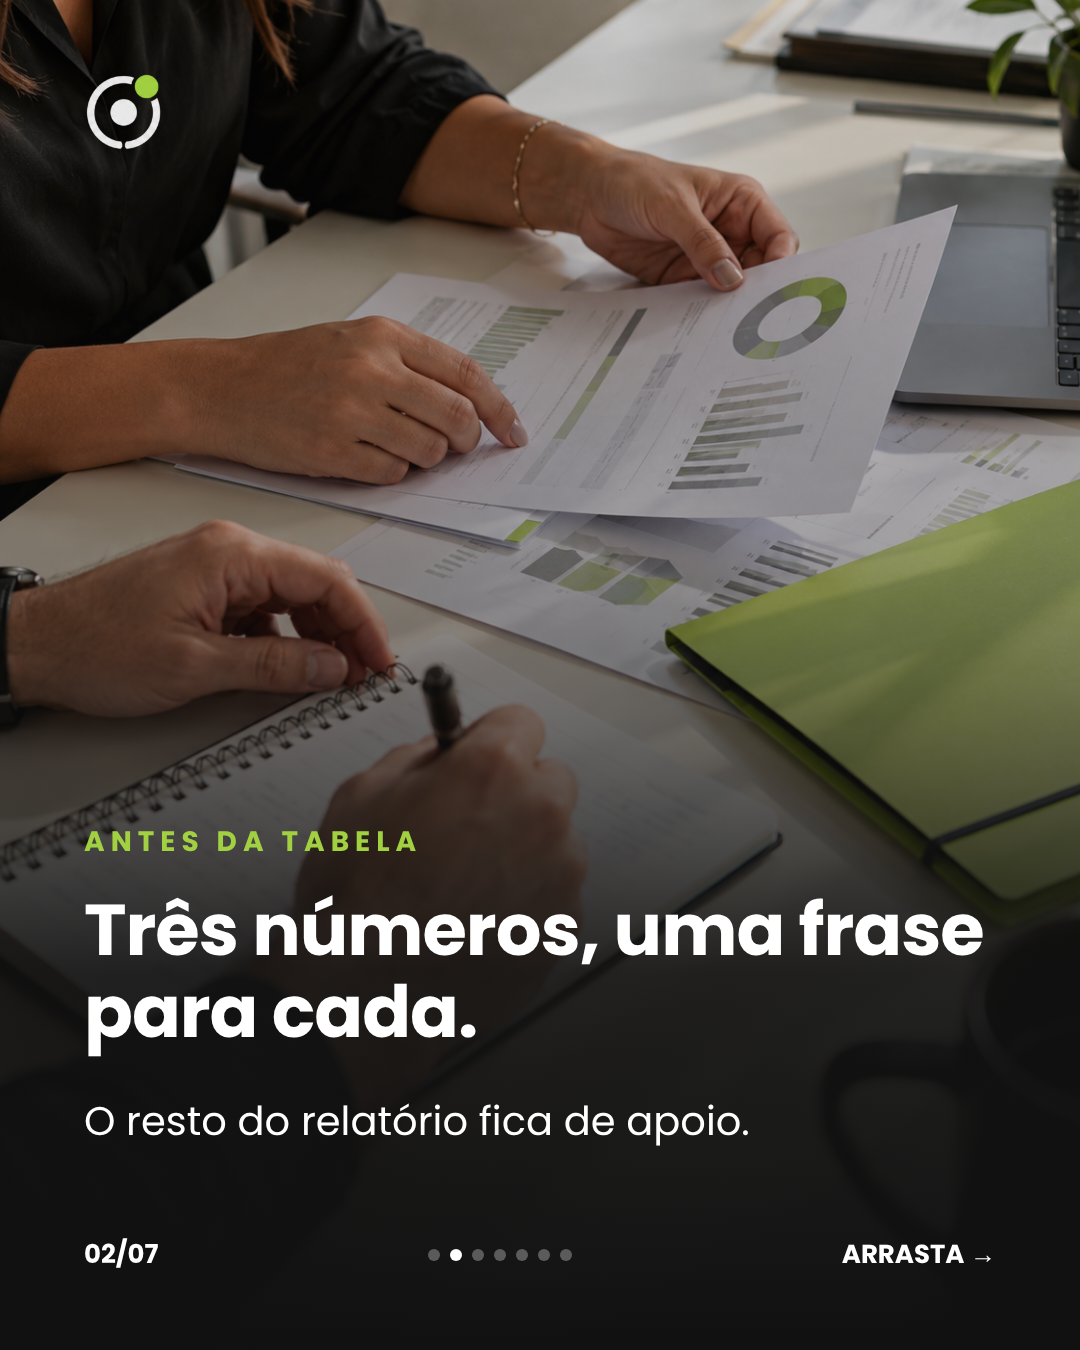 ANTES DA TABELA
Três números, uma frase
para cada.
O resto do relatório fica de apoio.
02/07
ARRASTA →